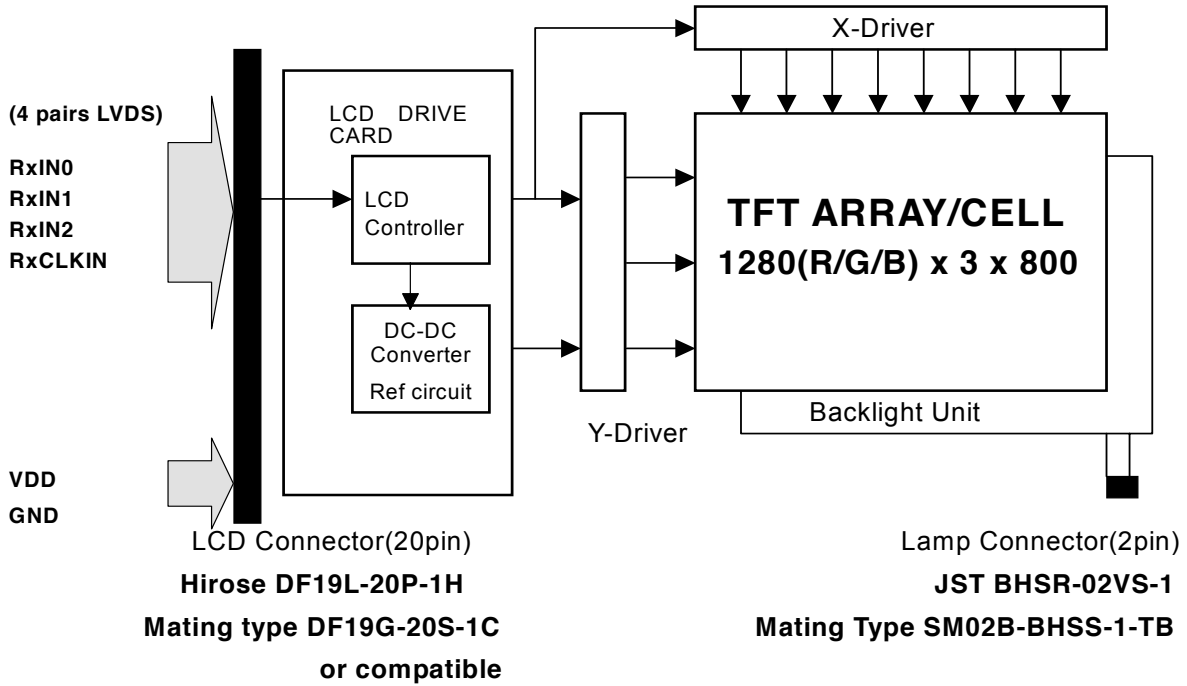 X-Driver
(4 pairs LVDS)
RxIN0
RxIN1
RxIN2
RxCLKIN
LCD DRIVE
CARD
LCD
Controller
DC-DC
Converter
Ref circuit
TFT ARRAY/CELL
1280(R/G/B) x 3 x 800
Backlight Unit
Y-Driver
VDD
GND
LCD Connector(20pin)
Hirose DF19L-20P-1H
Mating type DF19G-20S-1C
or compatible
Lamp Connector(2pin)
JST BHSR-02VS-1
Mating Type SM02B-BHSS-1-TB